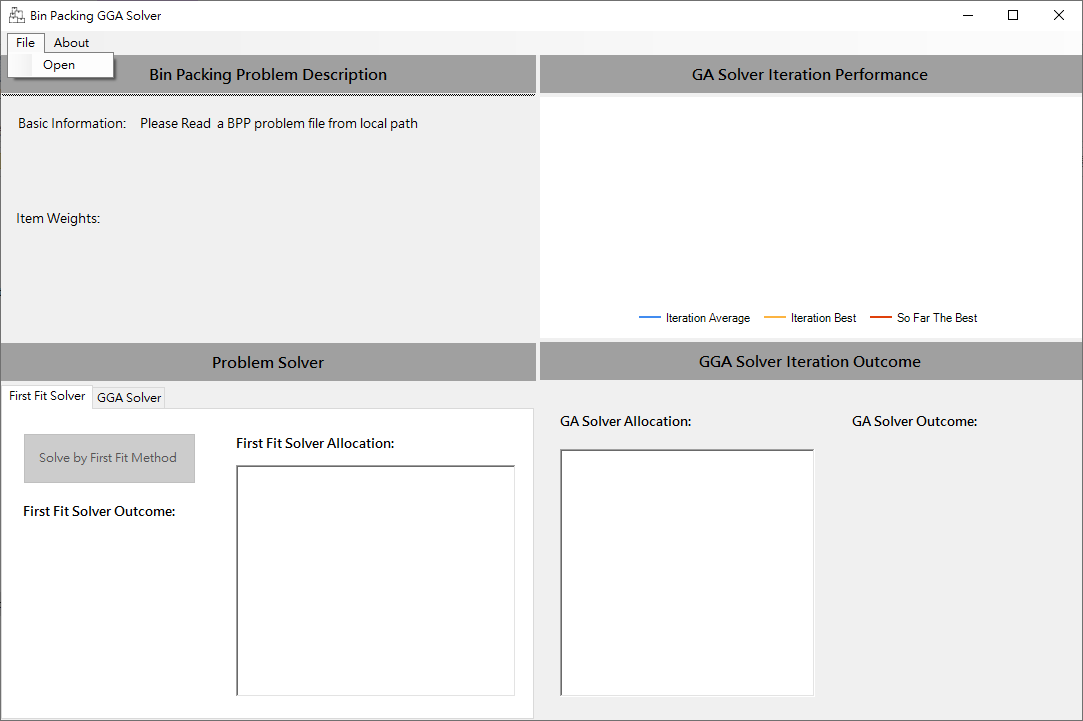 Bin Packing GGA Solver
File About
Open
Bin Packing Problem Description
Basic Information: Please Read a BPP problem file from local path
Item Weights:
GA Solver Iteration Performance
Iteration Average Iteration Best So Far The Best
Problem Solver
First Fit Solver GGA Solver
Solve by First Fit Method
First Fit Solver Outcome:
First Fit Solver Allocation:
GGA Solver Iteration Outcome
GA Solver Allocation: GA Solver Outcome: